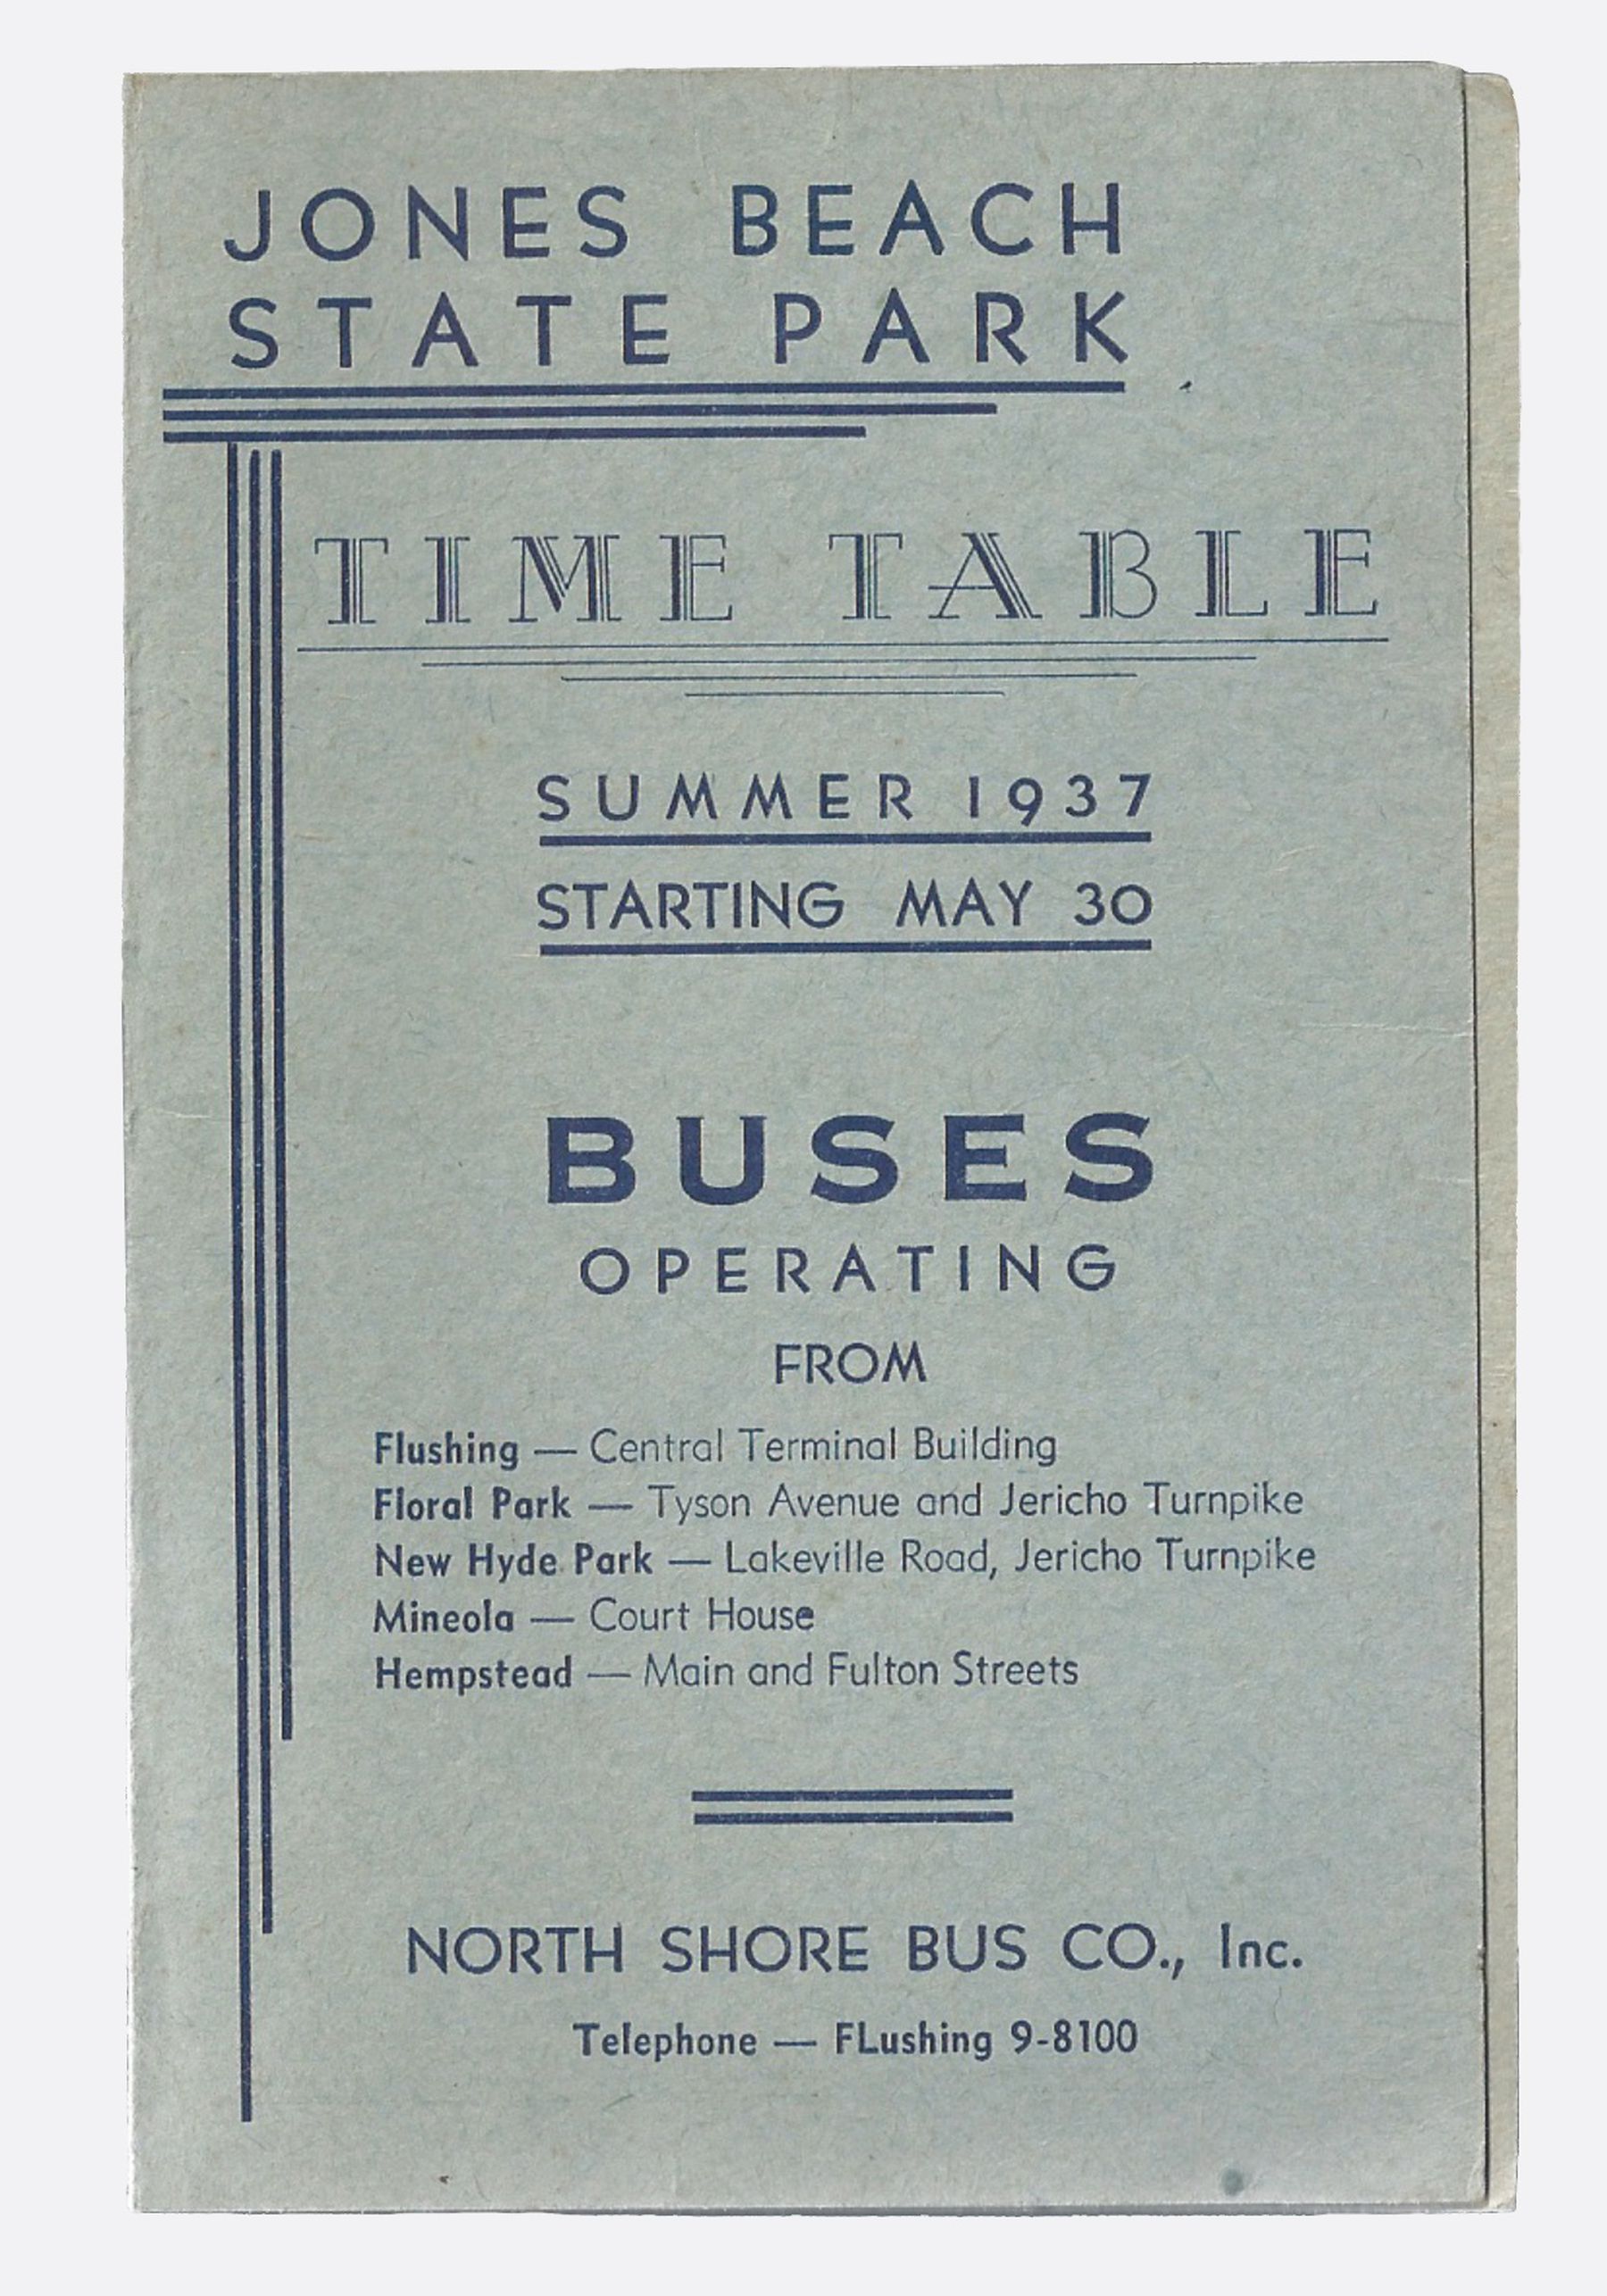 JONES BEACH
STATE PARK
TIME TABLE
SUMMER 1937
STARTING MAY 30
BUSES
OPERATING
FROM
Flushing — Central Terminal Building
Floral Park — Tyson Avenue and Jericho Turnpike
New Hyde Park — Lakeville Road, Jericho Turnpike
Mineola — Court House
Hempstead — Main and Fulton Streets
NORTH SHORE BUS CO., Inc.
Telephone — FLushing 9-8100